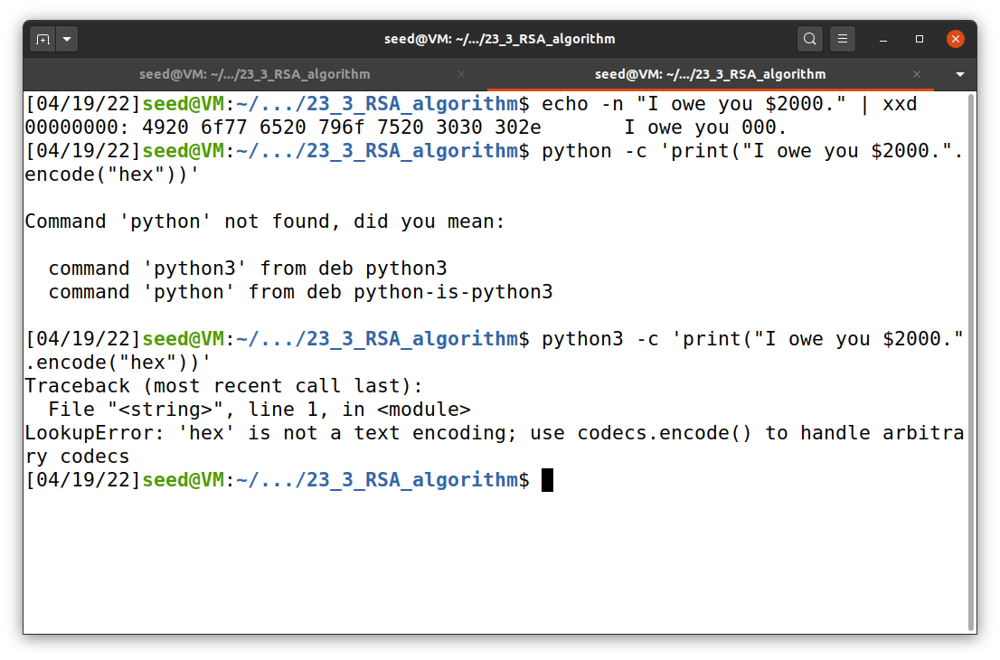 seed@VM: ~/.../23_3_RSA_algorithm
seed@VM: ~/.../23_3_RSA_algorithm
seed@VM: ~/.../23_3_RSA_algorithm
[04/19/22]seed@VM:~/.../23_3_RSA_algorithm$ echo -n "I owe you $2000." | xxd
00000000: 4920 6f77 6520 796f 7520 3030 302e       I owe you 000.
[04/19/22]seed@VM:~/.../23_3_RSA_algorithm$ python -c 'print("I owe you $2000.".
encode("hex"))'
Command 'python' not found, did you mean:
  command 'python3' from deb python3
  command 'python' from deb python-is-python3
[04/19/22]seed@VM:~/.../23_3_RSA_algorithm$ python3 -c 'print("I owe you $2000."
.encode("hex"))'
Traceback (most recent call last):
  File "<string>", line 1, in <module>
LookupError: 'hex' is not a text encoding; use codecs.encode() to handle arbitra
ry codecs
[04/19/22]seed@VM:~/.../23_3_RSA_algorithm$